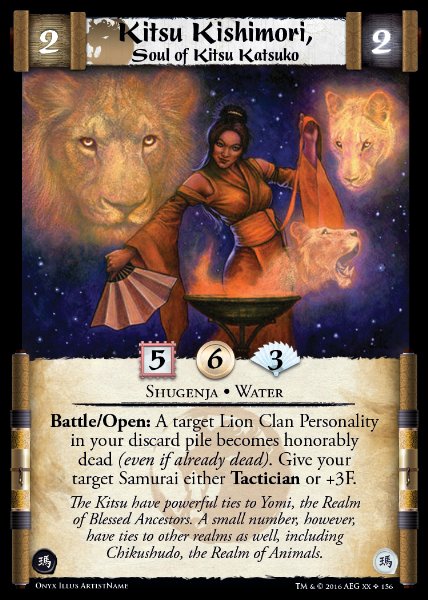 2
Kitsu Kishimori,
Soul of Kitsu Katsuko
2
5
6
3
Shugenja • Water
Battle/Open: A target Lion Clan Personality
in your discard pile becomes honorably
dead (even if already dead). Give your
target Samurai either Tactician or +3F.
The Kitsu have powerful ties to Yomi, the Realm
of Blessed Ancestors. A small number, however,
have ties to other realms as well, including
Chikushudo, the Realm of Animals.
瑪
瑪
Onyx Illus ArtistName
TM & © 2016 AEG XX ❖ 156